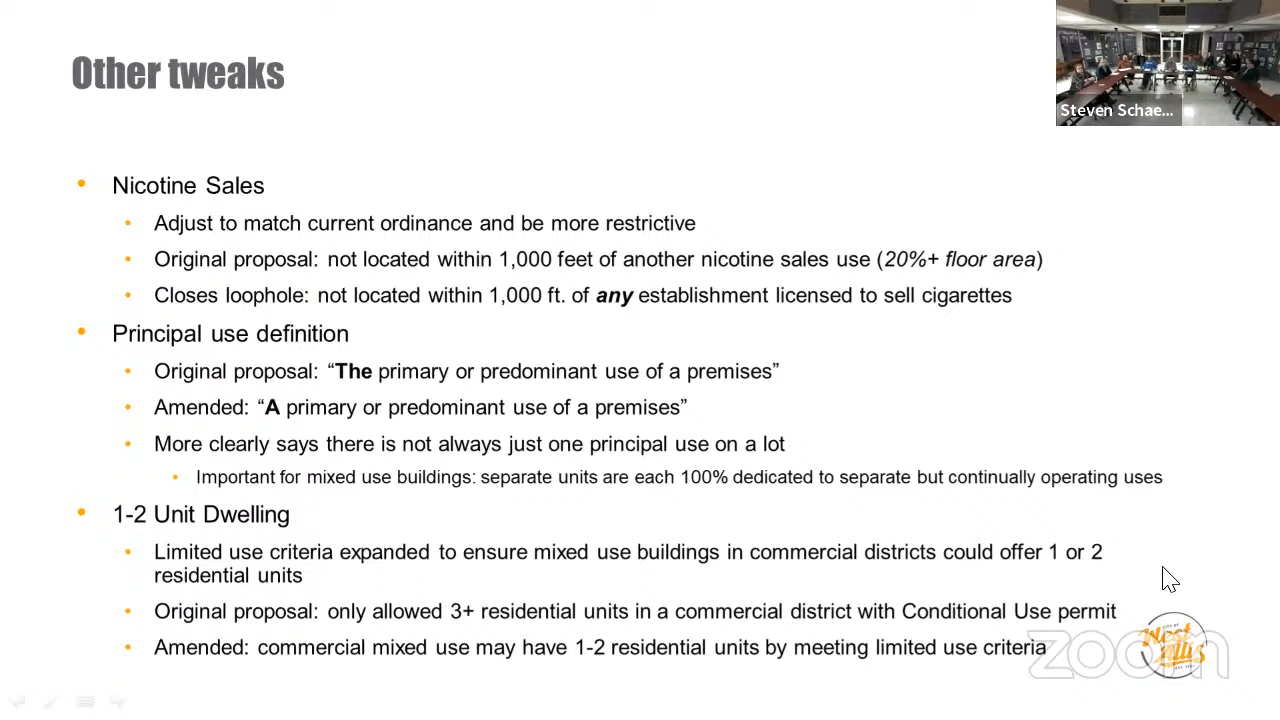 Other tweaks
Steven Schae...
Nicotine Sales
Adjust to match current ordinance and be more restrictive
Original proposal: not located within 1,000 feet of another nicotine sales use (20%+ floor area)
Closes loophole: not located within 1,000 ft. of any establishment licensed to sell cigarettes
Principal use definition
Original proposal: “The primary or predominant use of a premises”
Amended: “A primary or predominant use of a premises”
More clearly says there is not always just one principal use on a lot
Important for mixed use buildings: separate units are each 100% dedicated to separate but continually operating uses
1-2 Unit Dwelling
Limited use criteria expanded to ensure mixed use buildings in commercial districts could offer 1 or 2
residential units
Original proposal: only allowed 3+ residential units in a commercial district with Conditional Use permit
Amended: commercial mixed use may have 1-2 residential units by meeting limited use criteria
zoom
CITY OF
West
Allis